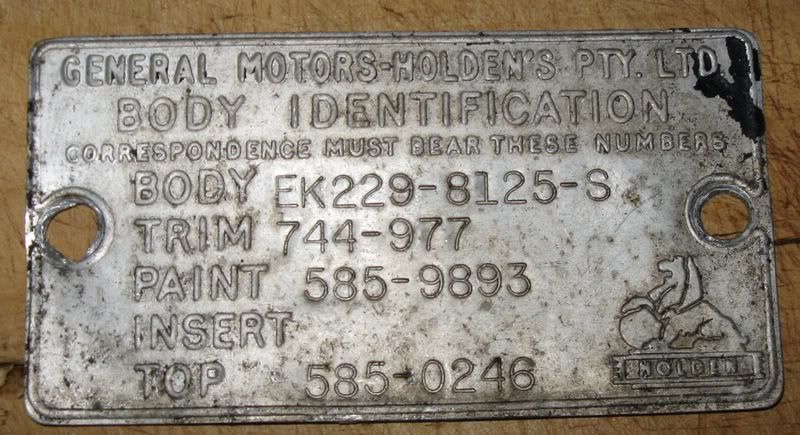 GENERAL MOTORS-HOLDEN'S PTY. LTD.
BODY IDENTIFICATION
CORRESPONDENCE MUST BEAR THESE NUMBERS
BODY EK229-8125-S
TRIM 744-977
PAINT 585-9893
INSERT
TOP 585-0246
HOLDEN